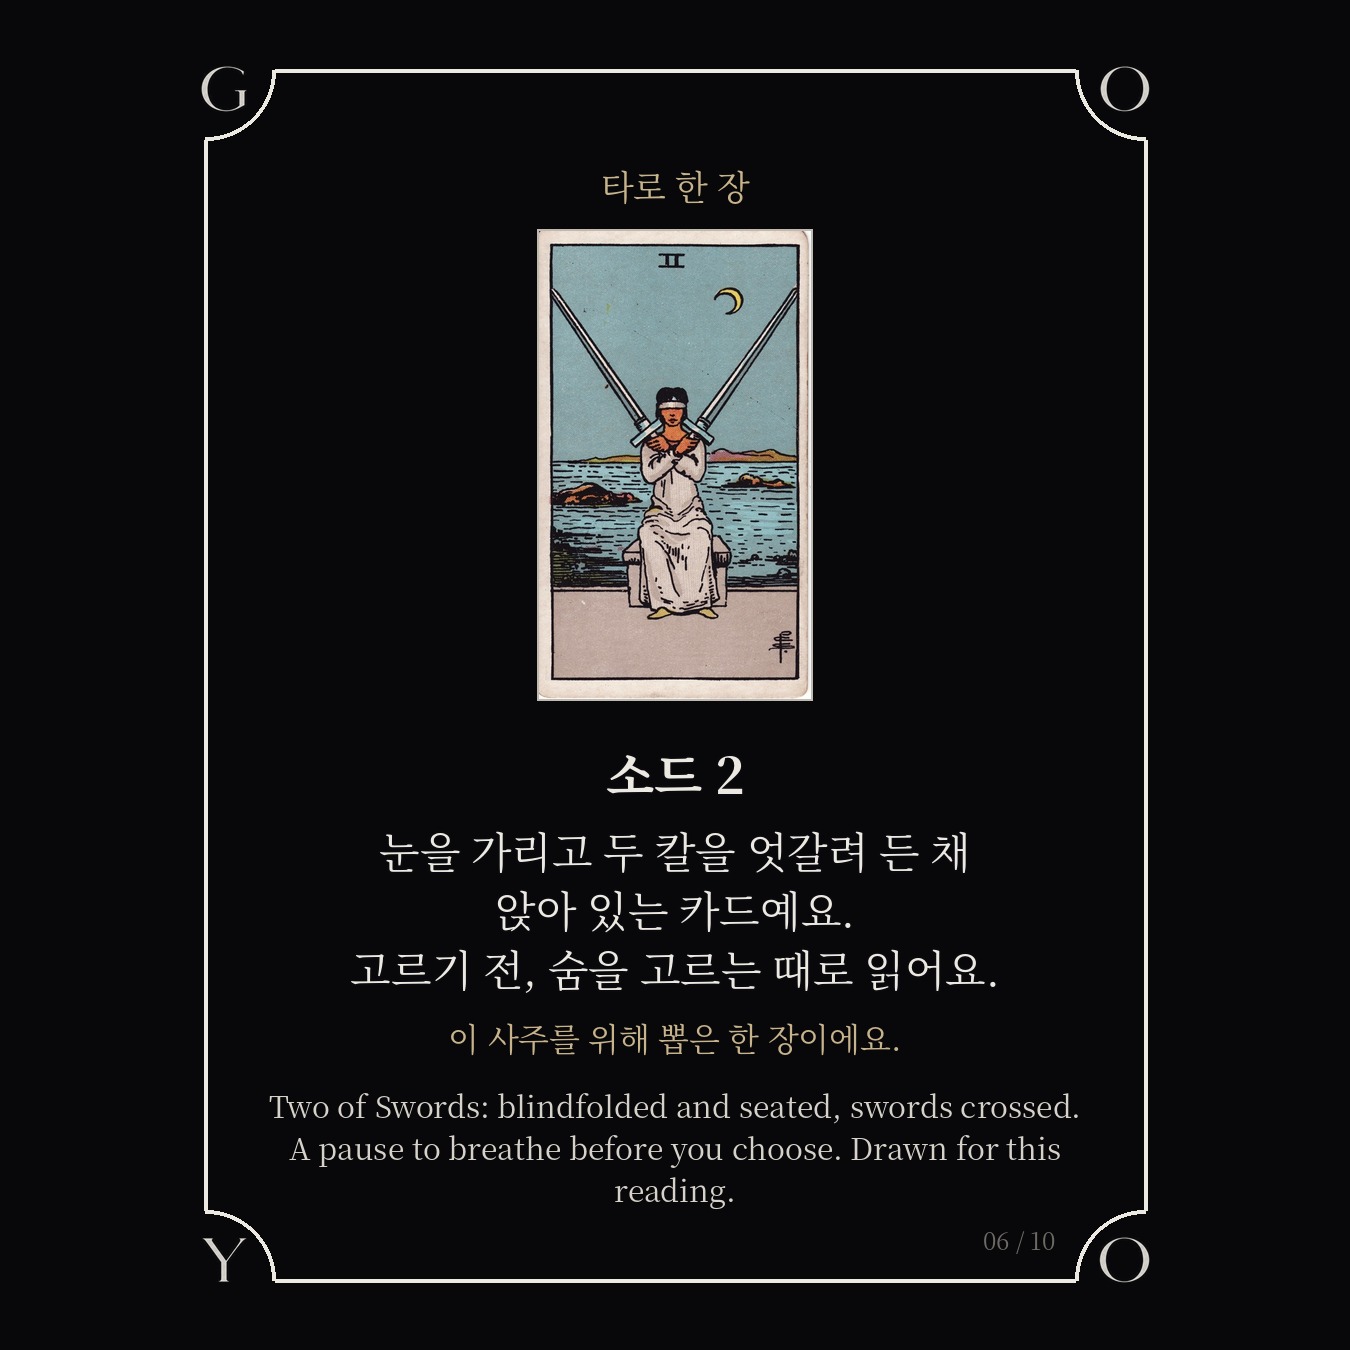 G O
타로 한 장
II
소드 2
눈을 가리고 두 칼을 엇갈려 든 채
앉아 있는 카드예요.
고르기 전, 숨을 고르는 때로 읽어요.
이 사주를 위해 뽑은 한 장이에요.
Two of Swords: blindfolded and seated, swords crossed.
A pause to breathe before you choose. Drawn for this
reading.
06 / 10
Y O